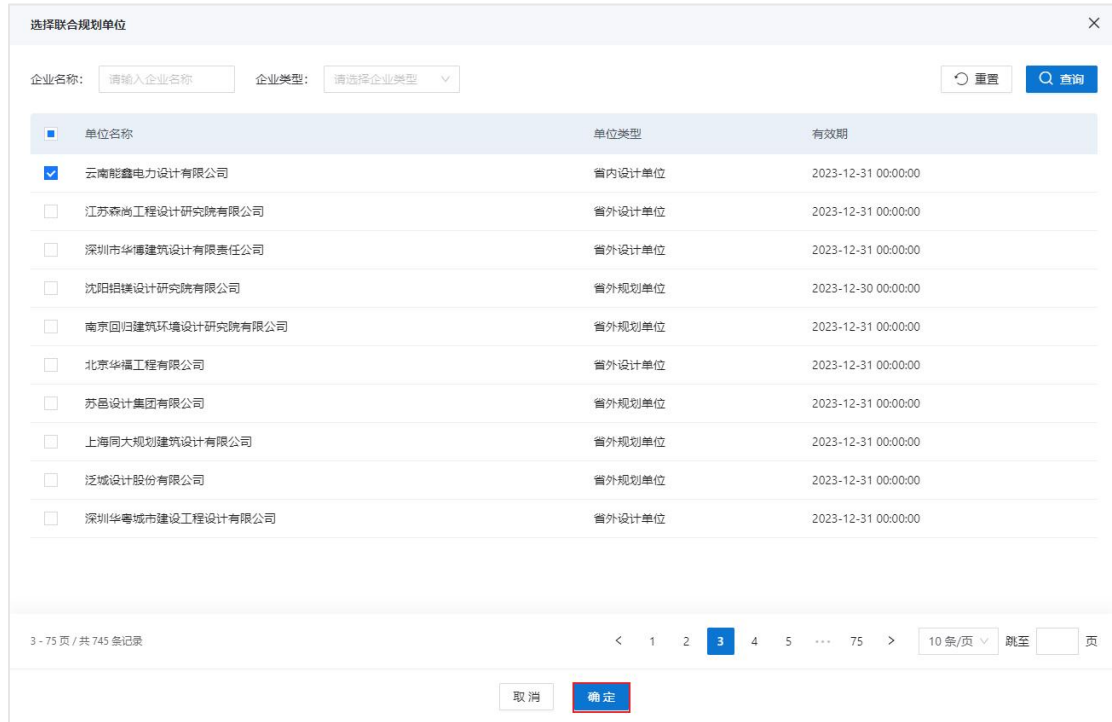 选择联合规划单位
企业名称： 请输入企业名称 企业类型： 请选择企业类型 重置 查询
单位名称 单位类型 有效期
云南能鑫电力设计有限公司 省内设计单位 2023-12-31 00:00:00
江苏森尚工程设计研究院有限公司 省外设计单位 2023-12-31 00:00:00
深圳市华博建筑设计有限责任公司 省外设计单位 2023-12-31 00:00:00
沈阳铝镁设计研究院有限公司 省外规划单位 2023-12-30 00:00:00
南京回归建筑环境设计研究院有限公司 省外规划单位 2023-12-31 00:00:00
北京华福工程有限公司 省外设计单位 2023-12-31 00:00:00
苏邑设计集团有限公司 省外规划单位 2023-12-31 00:00:00
上海同大规划建筑设计有限公司 省外规划单位 2023-12-31 00:00:00
泛城设计股份有限公司 省外规划单位 2023-12-31 00:00:00
深圳华粤城市建设工程设计有限公司 省外设计单位 2023-12-31 00:00:00
3 - 75 页 / 共 745 条记录 < 1 2 3 4 5 ··· 75 > 10 条/页 跳至 页
取消 确定